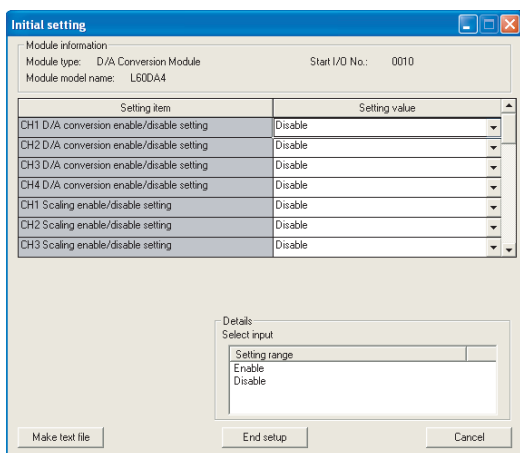 Initial setting
Module information
Module type: D/A Conversion Module Start I/O No.: 0010
Module model name: L60DA4
Setting item Setting value
CH1 D/A conversion enable/disable setting Disable
CH2 D/A conversion enable/disable setting Disable
CH3 D/A conversion enable/disable setting Disable
CH4 D/A conversion enable/disable setting Disable
CH1 Scaling enable/disable setting Disable
CH2 Scaling enable/disable setting Disable
CH3 Scaling enable/disable setting Disable
Details
Select input
Setting range
Enable
Disable
Make text file End setup Cancel